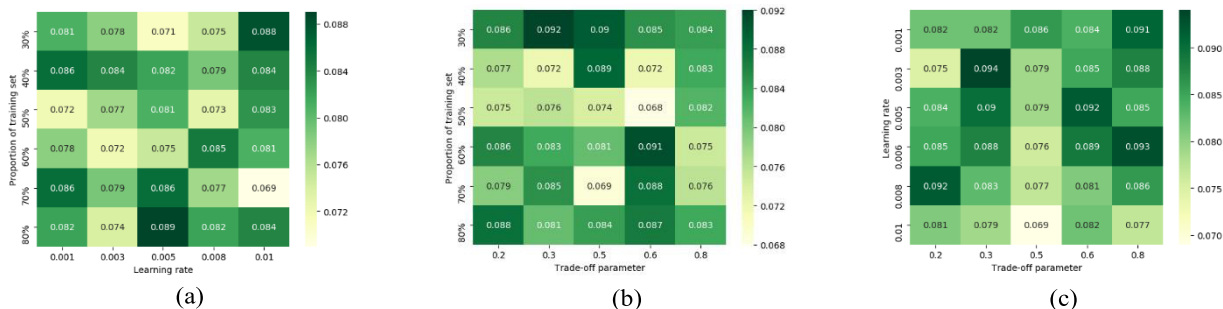 Proportion of training set
30% 0.081 0.078 0.071 0.075 0.088
40% 0.086 0.084 0.082 0.079 0.084
50% 0.072 0.077 0.081 0.073 0.083
60% 0.078 0.072 0.075 0.085 0.081
70% 0.086 0.079 0.086 0.077 0.069
80% 0.082 0.074 0.089 0.082 0.084
0.001 0.003 0.005 0.008 0.01
Learning rate
0.088
0.084
0.080
0.076
0.072
(a)
Proportion of training set
30% 0.086 0.092 0.09 0.085 0.084
40% 0.077 0.072 0.089 0.072 0.083
50% 0.075 0.076 0.074 0.068 0.082
60% 0.086 0.083 0.081 0.091 0.075
70% 0.079 0.085 0.069 0.088 0.076
80% 0.088 0.081 0.084 0.087 0.083
0.2 0.3 0.5 0.6 0.8
Trade-off parameter
0.092
0.088
0.084
0.080
0.076
0.072
0.068
(b)
Learning rate
0.001 0.082 0.082 0.086 0.084 0.091
0.003 0.075 0.094 0.079 0.085 0.088
0.005 0.084 0.09 0.079 0.092 0.085
0.006 0.085 0.088 0.076 0.089 0.093
0.008 0.092 0.083 0.077 0.081 0.086
0.01 0.081 0.079 0.069 0.082 0.077
0.2 0.3 0.5 0.6 0.8
Trade-off parameter
0.090
0.085
0.080
0.075
0.070
(c)